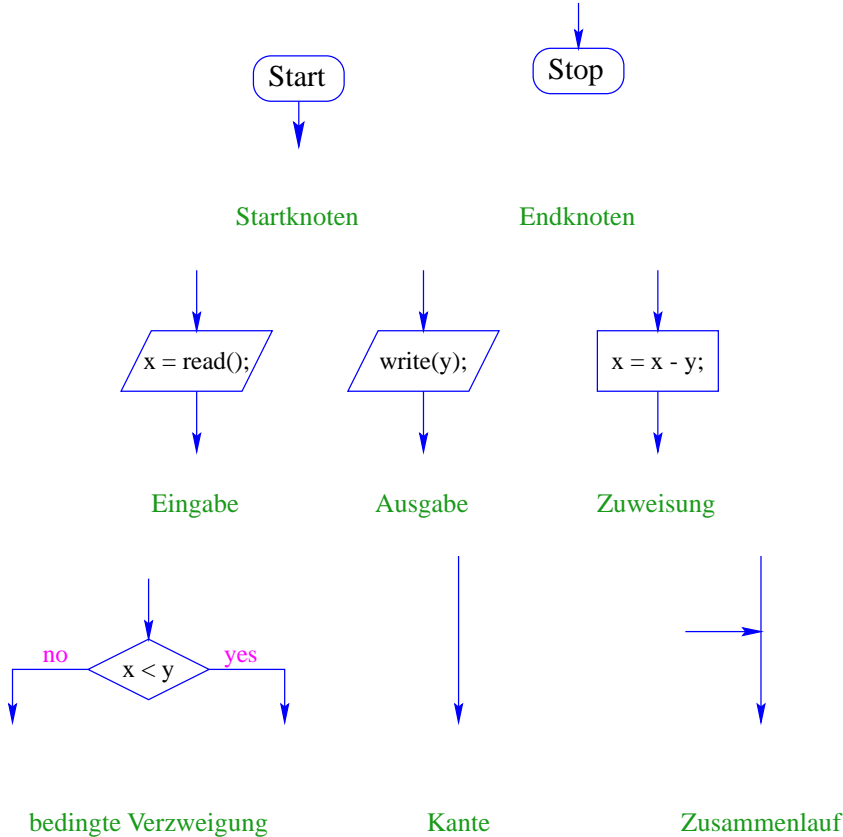 Start
Stop
Startknoten
Endknoten
x = read();
write(y);
x = x - y;
Eingabe
Ausgabe
Zuweisung
no
yes
x < y
bedingte Verzweigung
Kante
Zusammenlauf